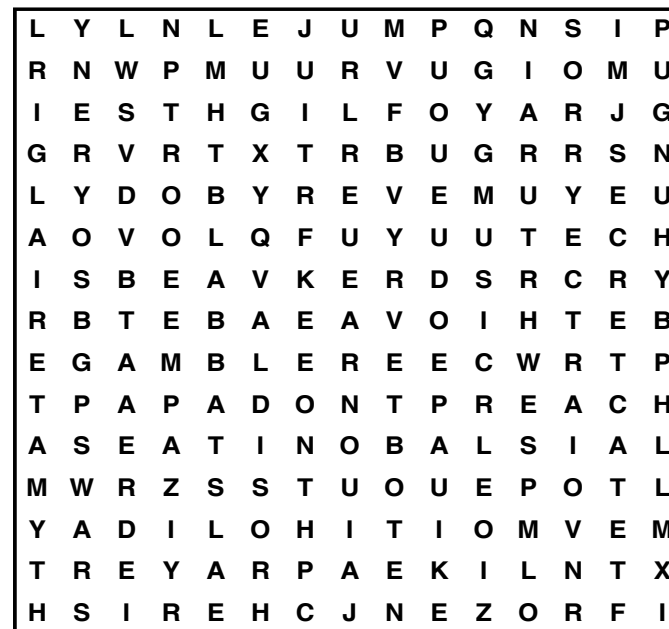 L Y L N L E J U M P Q N S I P
R N W P M U U R V U G I O M U
I E S T H G I L F O Y A R J G
G R V R T X T R B U G R R S N
L Y D O B Y R E V E M U Y E U
A O V O L Q F U Y U U T E C H
I S B E A V K E R D S R C R Y
R B T E B A E A V O I H T E B
E G A M B L E R E E C W R T P
T P A P A D O N T P R E A C H
A S E A T I N O B A L S I A L
M W R Z S S T U O U E P O T L
Y A D I L O H I T I O M V E M
T R E Y A R P A E K I L N T X
H S I R E H C J N E Z O R F I